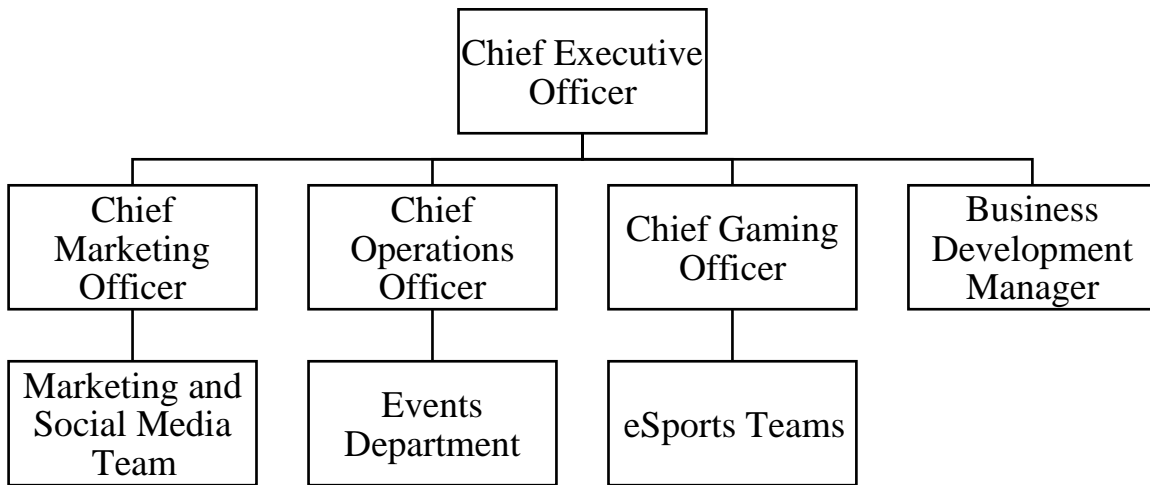 Chief Executive
Officer
Chief
Marketing
Officer
Chief
Operations
Officer
Chief Gaming
Officer
Business
Development
Manager
Marketing and
Social Media
Team
Events
Department
eSports Teams